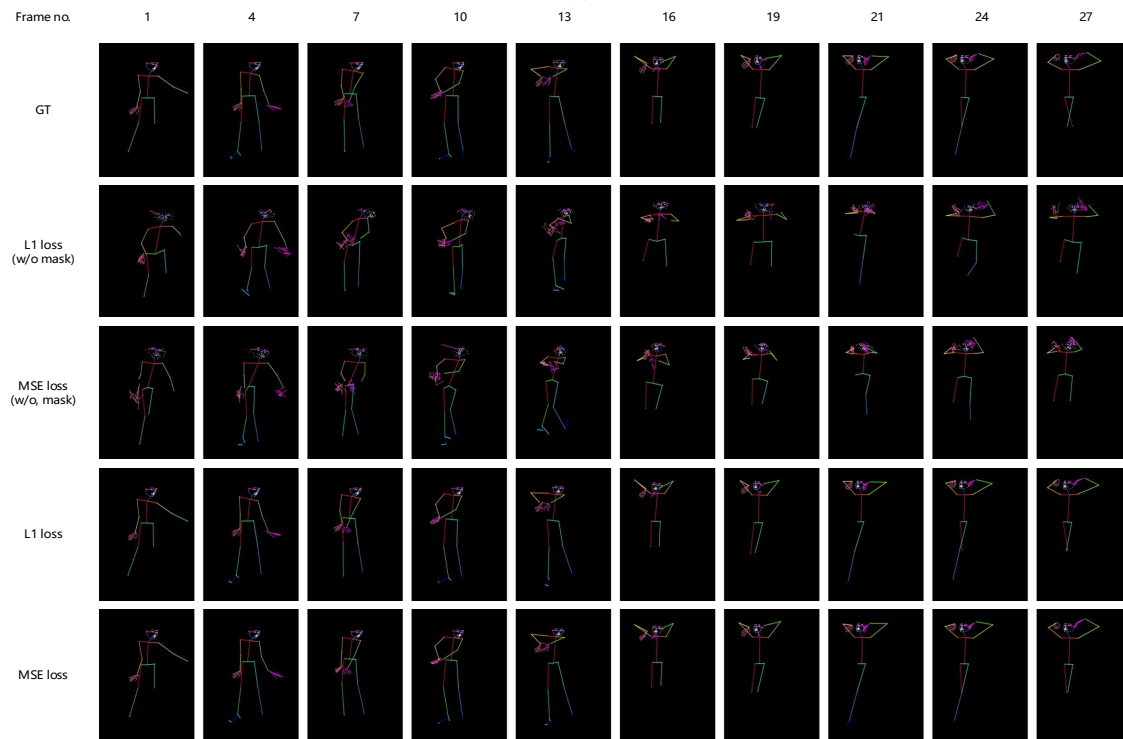 Frame no. 1 4 7 10 13 16 19 21 24 27
GT
L1 loss
(w/o mask)
MSE loss
(w/o, mask)
L1 loss
MSE loss